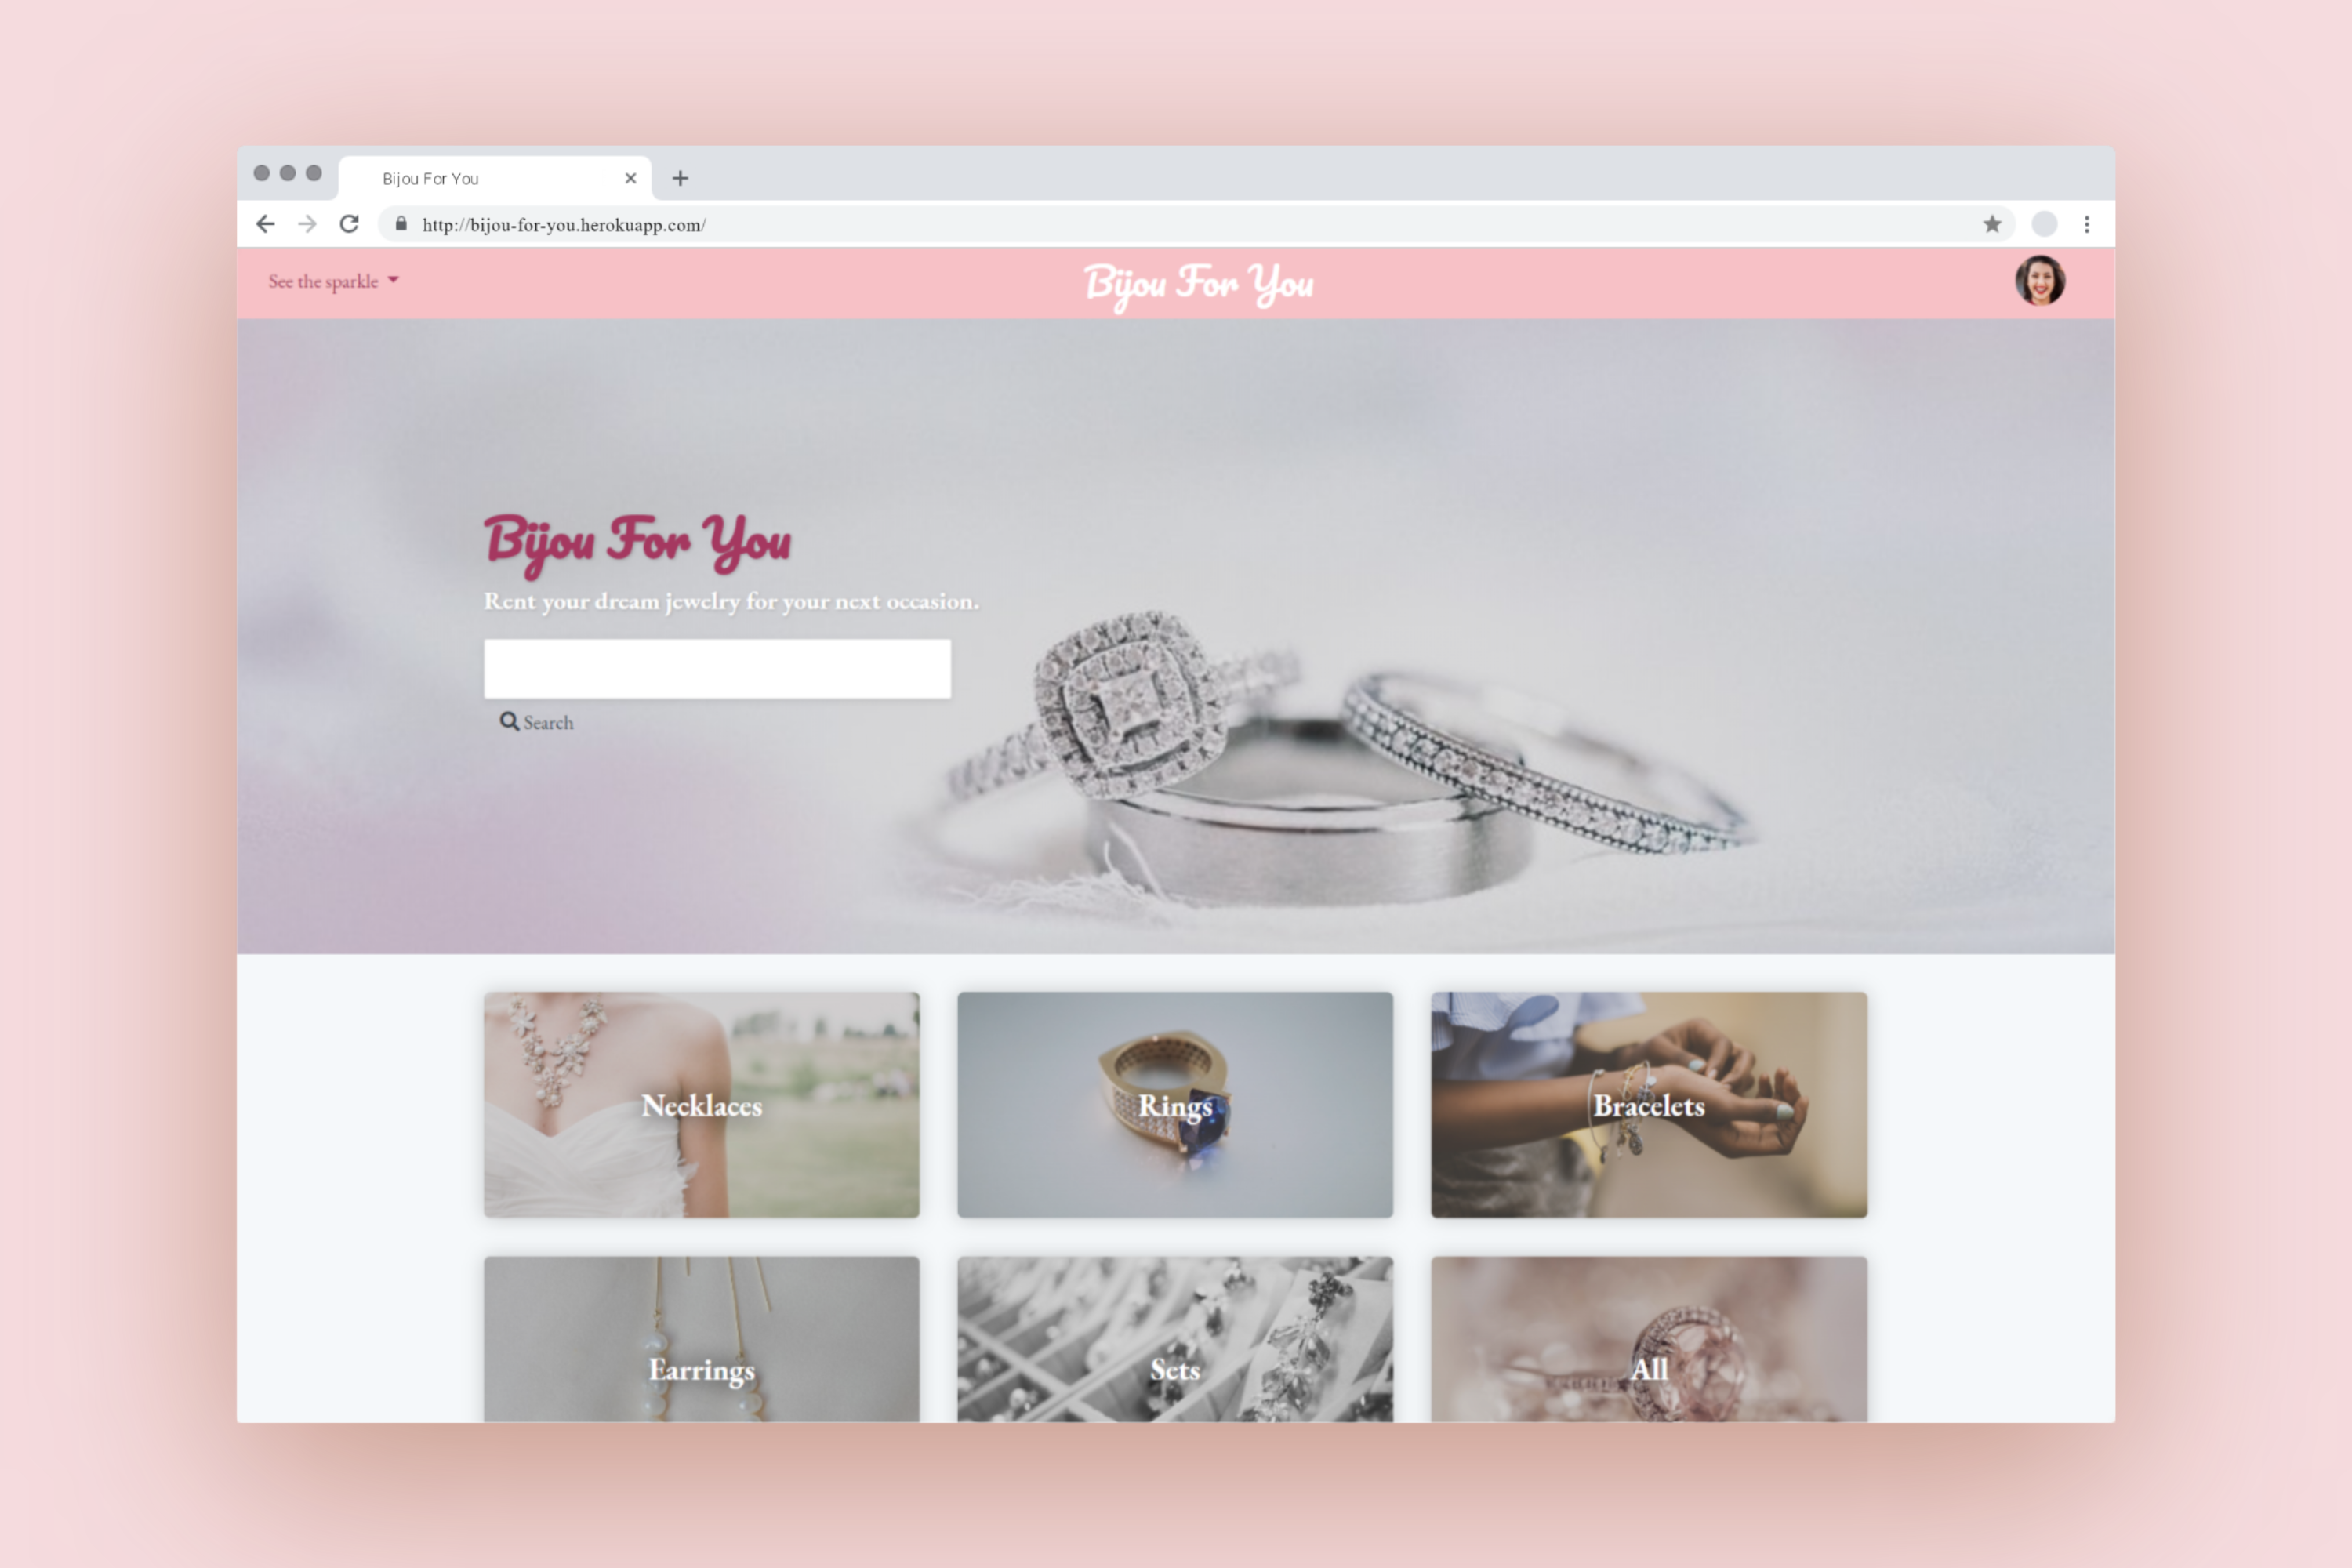 Bijou For You
http://bijou-for-you.herokuapp.com/
See the sparkle
Bijou For You
Bijou For You
Rent your dream jewelry for your next occasion.
Search
Necklaces
Rings
Bracelets
Earrings
Sets
All